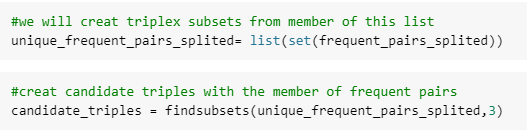 #we will creat triplex subsets from member of this list
unique_frequent_pairs_splited= list(set(frequent_pairs_splited))
#creat candidate triples with the member of frequent pairs
candidate_triples = findsubsets(unique_frequent_pairs_splited,3)